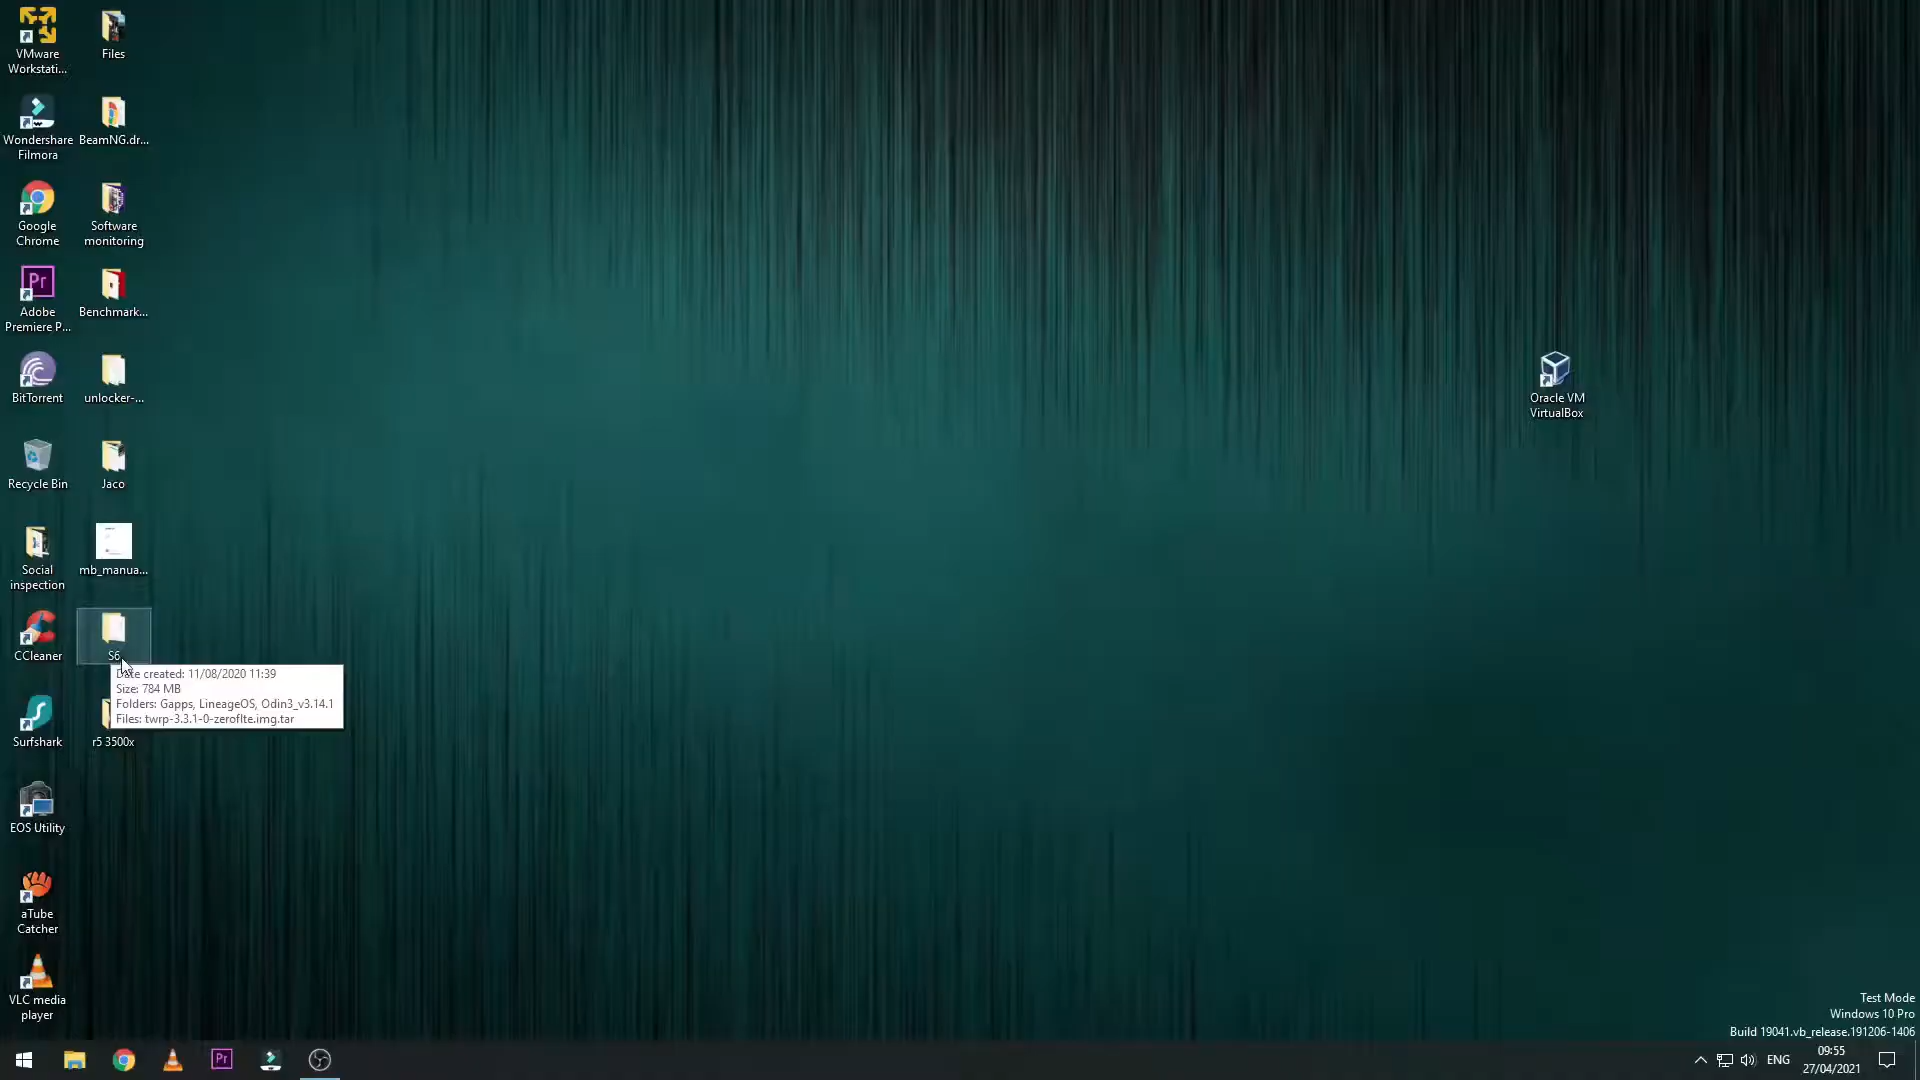 VMware
Workstati...
Files
Wondershare
Filmora
BeamNG.dr...
Google
Chrome
Software
monitoring
Pr
Adobe
Premiere P...
Benchmark...
BitTorrent
unlocker-...
Oracle VM
VirtualBox
Recycle Bin
Jaco
Social
inspection
mb_manua...
CCleaner
S6
Date created: 11/08/2020 11:39
Size: 784 MB
Folders: Gapps, LineageOS, Odin3_v3.14.1
Files: twrp-3.3.1-0-zeroflte.img.tar
Surfshark
r5 3500x
EOS Utility
aTube
Catcher
VLC media
player
Test Mode
Windows 10 Pro
Build 19041.vb_release.191206-1406
Pr
ENG
09:55
27/04/2021